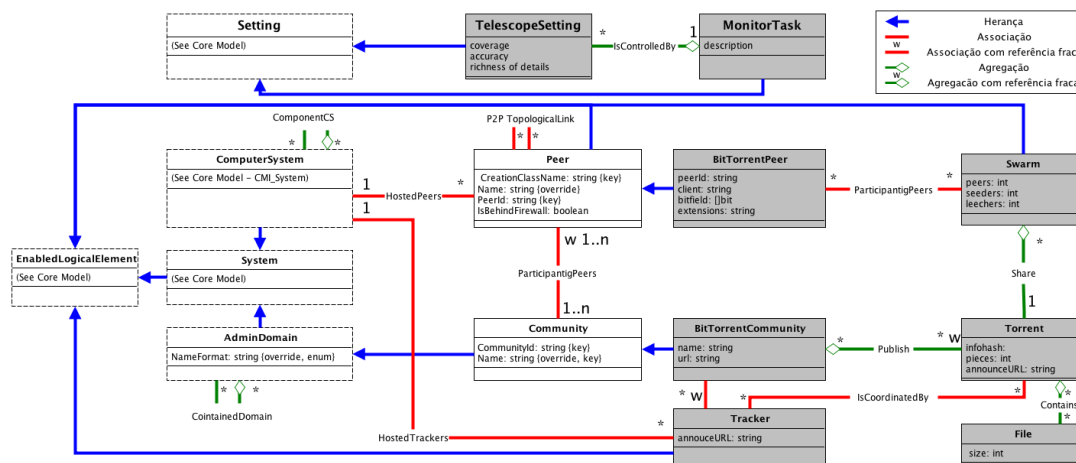 Setting
(See Core Model)
TelescopeSetting
coverage
accuracy
richness of details
* IsControlledBy 1
MonitorTask
description
Herança
Associação
w
Associação com referência frac
Agregação
w
Agregação com referência fraca
ComponentCS
* *
P2P TopologicalLink
* *
ComputerSystem
(See Core Model - CMI_System)
1 HostedPeers *
1
Peer
CreationClassName: string {key}
Name: string {override}
PeerId: string {key}
IsBehindFirewall: boolean
BitTorrentPeer
peerId: string
client: string
bitfield: []bit
extensions: string
* ParticipantigPeers *
Swarm
peers: int
seeders: int
leechers: int
EnabledLogicalElement
(See Core Model)
System
(See Core Model)
w 1..n
ParticipantigPeers
1..n
*
Share
1
AdminDomain
NameFormat: string {override, enum}
* *
CointainedDomain
Community
CommunityId: string {key}
Name: string {override, key}
BitTorrentCommunity
name: string
url: string
* Publish * w
Torrent
infohash:
pieces: int
announceURL: string
* w
* IsCoordinatedBy *
*
Contains
*
HostedTrackers *
Tracker
annouceURL: string
File
size: int